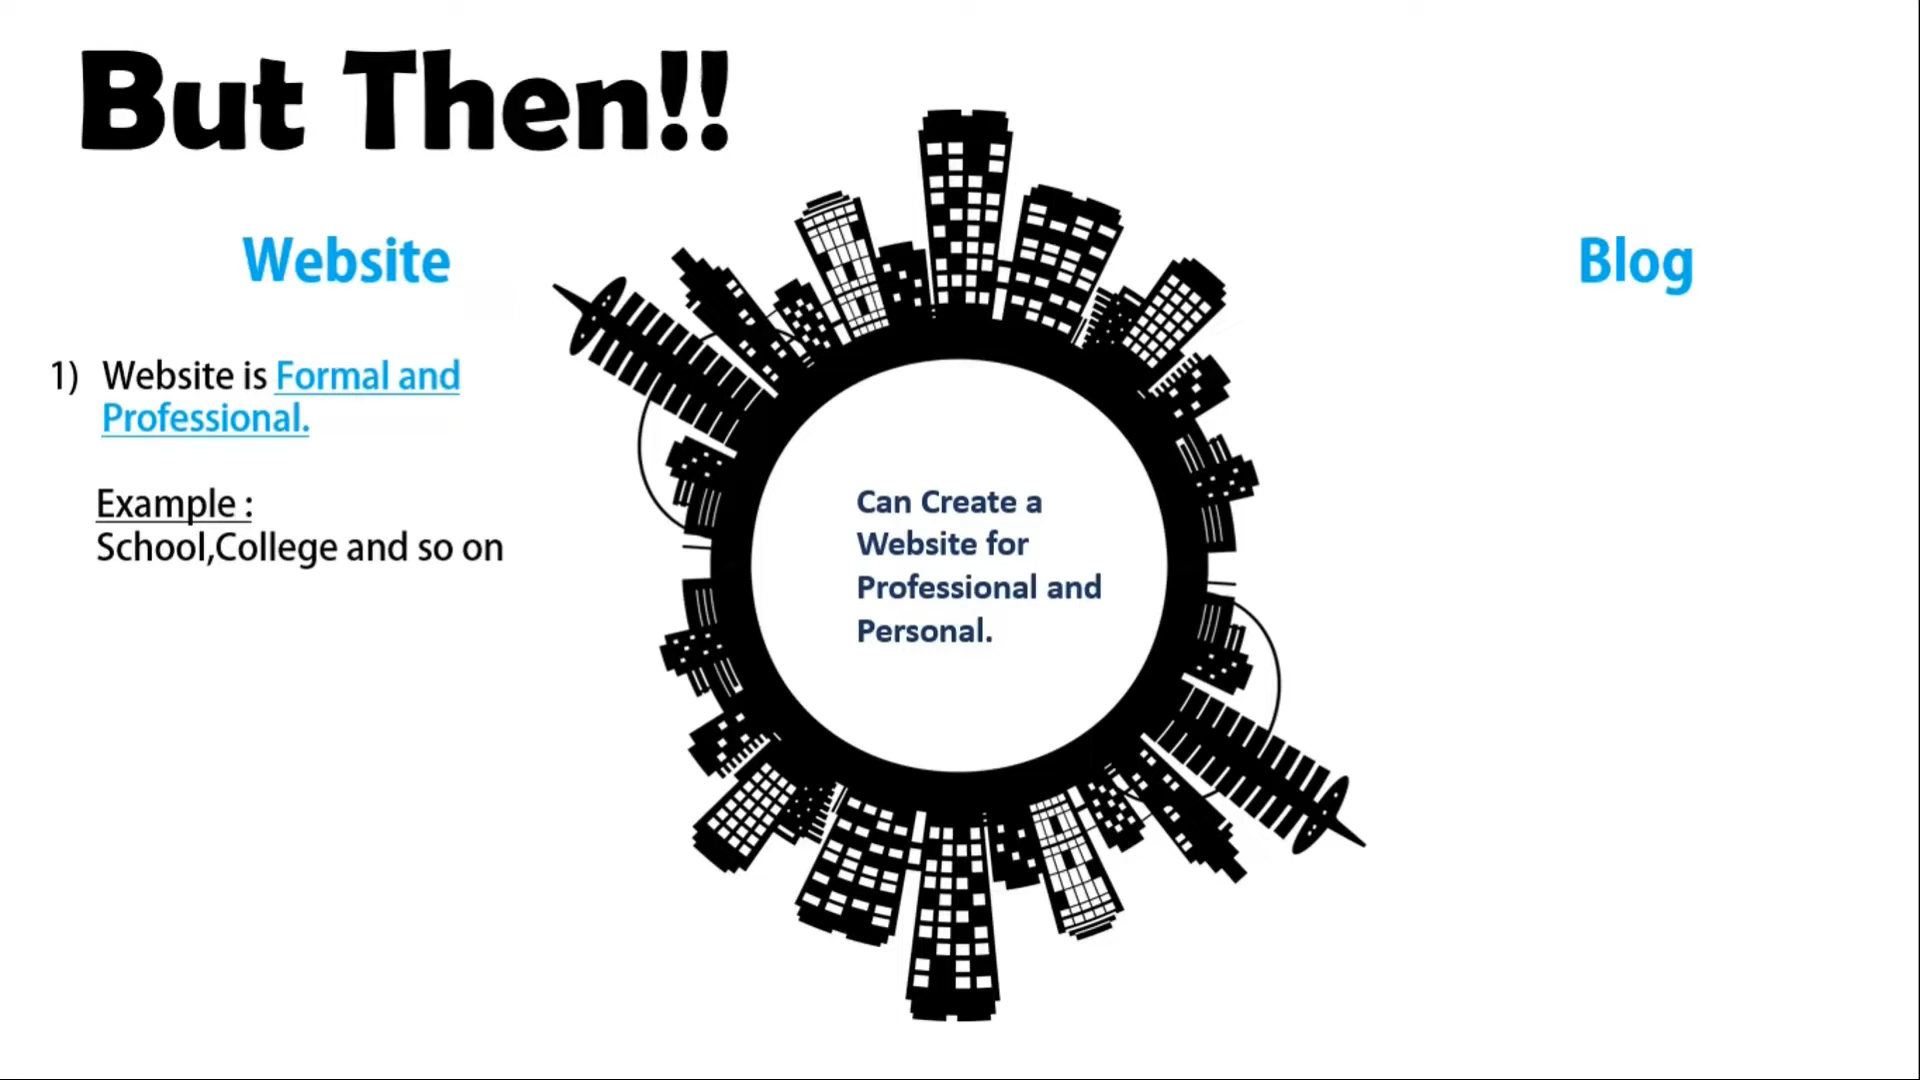 But Then!!
Website
Blog
1) Website is Formal and
Professional.
Example :
School,College and so on
Can Create a
Website for
Professional and
Personal.